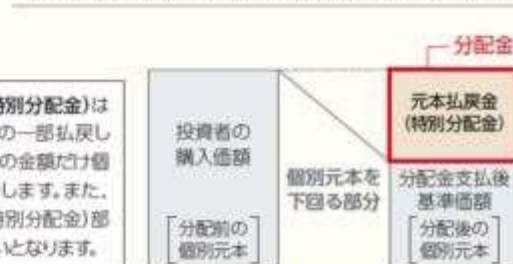 分配金
特別分配金)は
の一部払戻し
の金額だけ個
します。また、
特別分配金)部
いとなります。
投資者の
購入価額
分配前の
個別元本
個別元本を
下回る部分
元本払戻金
(特別分配金)
分配金支払後
基準価額
分配後の
個別元本